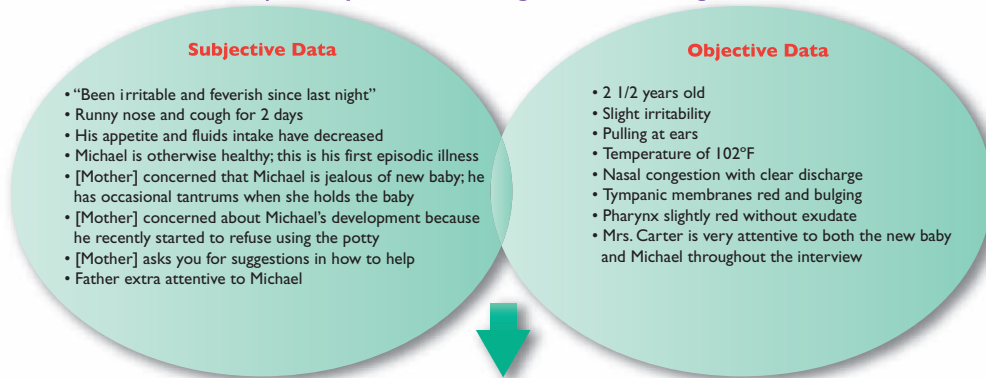 Subjective Data
• “Been irritable and feverish since last night”
• Runny nose and cough for 2 days
• His appetite and fluids intake have decreased
• Michael is otherwise healthy; this is his first episodic illness
• [Mother] concerned that Michael is jealous of new baby; he
has occasional tantrums when she holds the baby
• [Mother] concerned about Michael’s development because
he recently started to refuse using the potty
• [Mother] asks you for suggestions in how to help
• Father extra attentive to Michael
Objective Data
• 2 1/2 years old
• Slight irritability
• Pulling at ears
• Temperature of 102ºF
• Nasal congestion with clear discharge
• Tympanic membranes red and bulging
• Pharynx slightly red without exudate
• Mrs. Carter is very attentive to both the new baby
and Michael throughout the interview